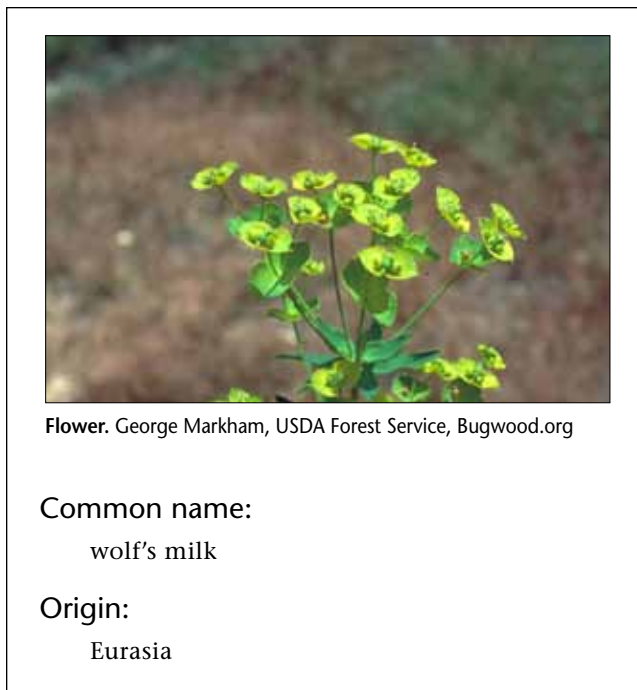 Flower. George Markham, USDA Forest Service, Bugwood.org
Common name:
wolf's milk
Origin:
Eurasia